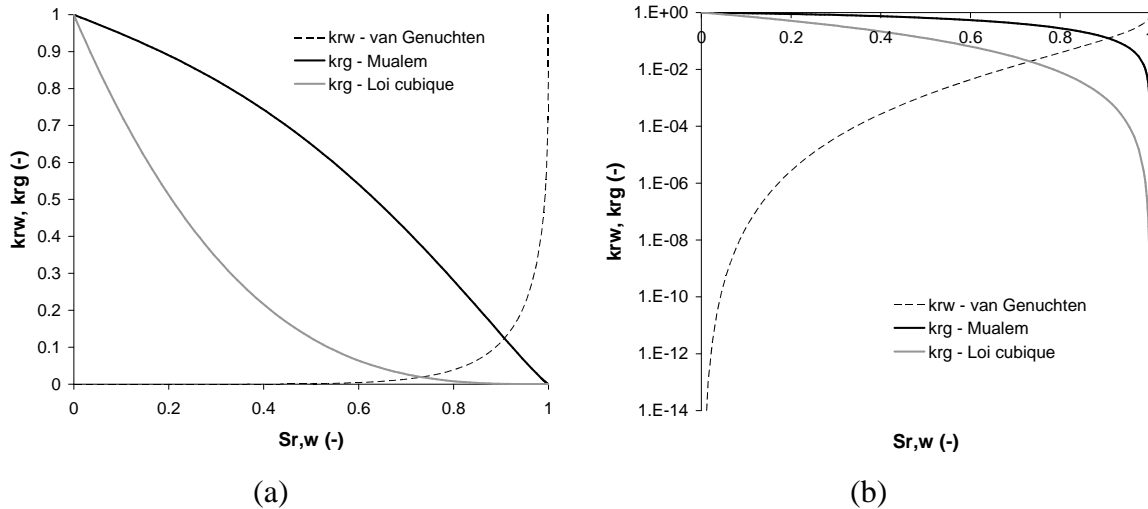 1
0.9
0.8
0.7
0.6
0.5
0.4
0.3
0.2
0.1
0
krw, krg (-)
krw - van Genuchten
krg - Mualem
krg - Loi cubique
0 0.2 0.4 0.6 0.8 1
Sr,w (-)
(a)
1.E+00
1.E-02
1.E-04
1.E-06
1.E-08
1.E-10
1.E-12
1.E-14
krw, krg (-)
0 0.2 0.4 0.6 0.8 1
krw - van Genuchten
krg - Mualem
krg - Loi cubique
Sr,w (-)
(b)